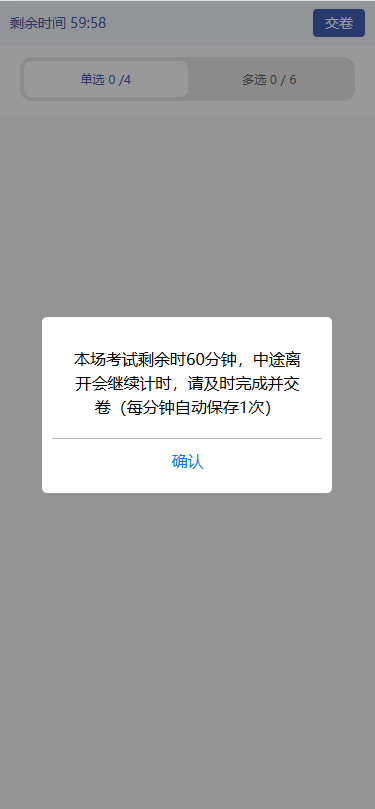 剩余时间 59:58
交卷
单选 0 /4
多选 0 / 6
本场考试剩余时60分钟，中途离
开会继续计时，请及时完成并交
卷（每分钟自动保存1次）
确认